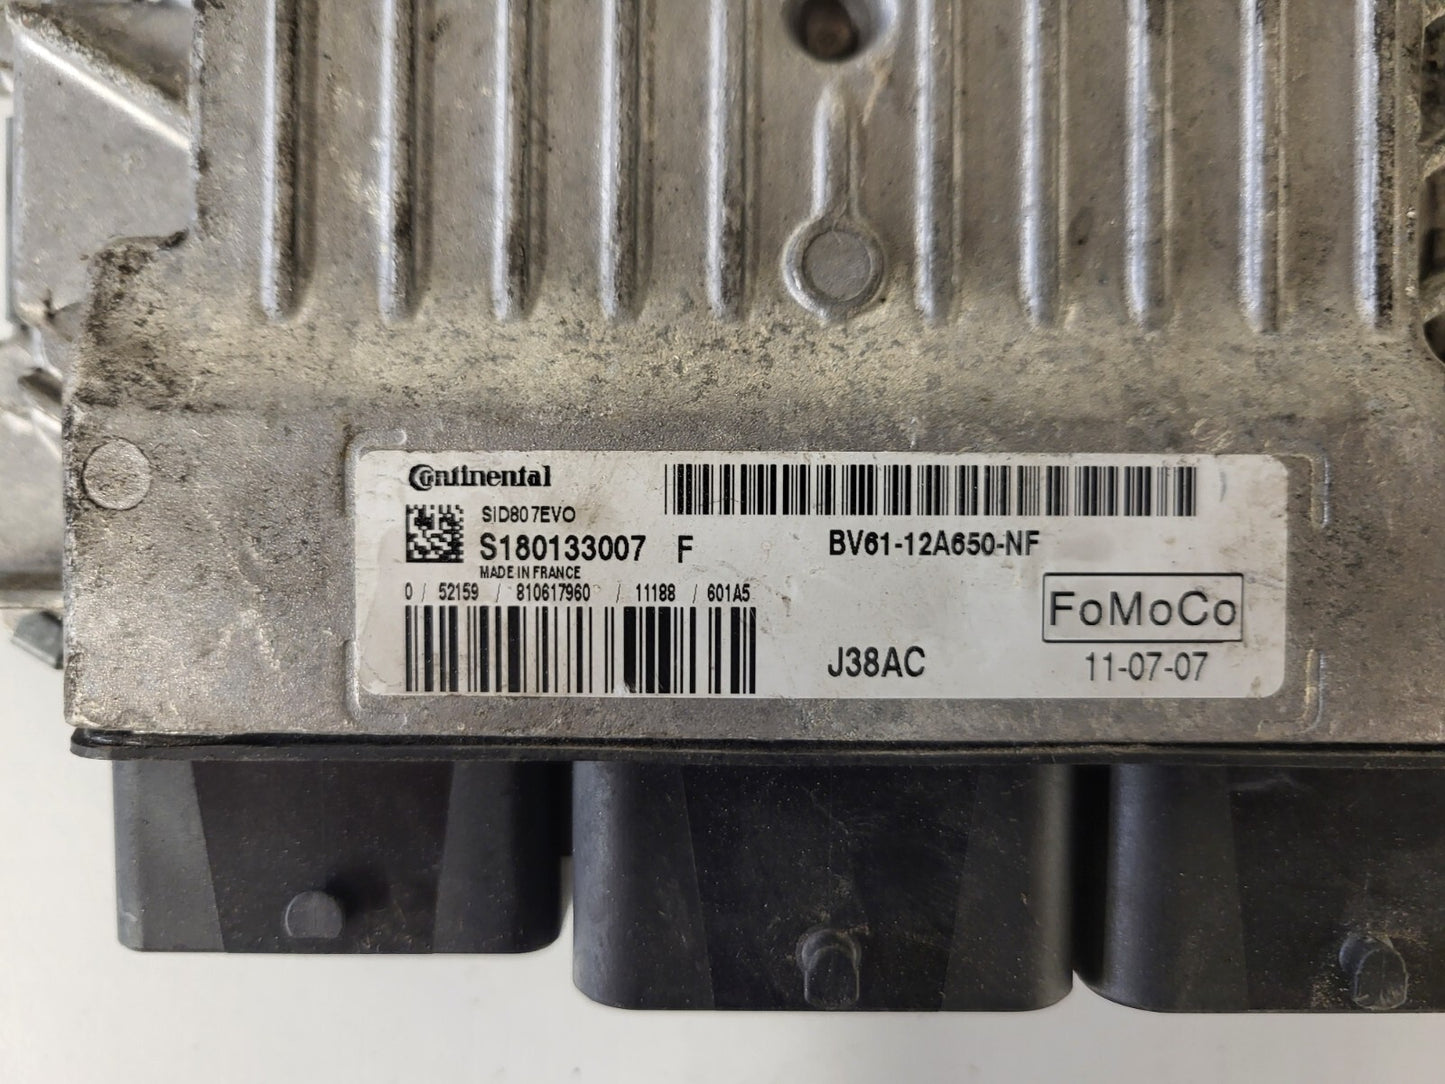 Continental
SID807EVO
S180133007 F
MADE IN FRANCE
0 / 52159 / 810617960 / 11188 / 601A5
BV61-12A650-NF
FoMoCo
J38AC
11-07-07